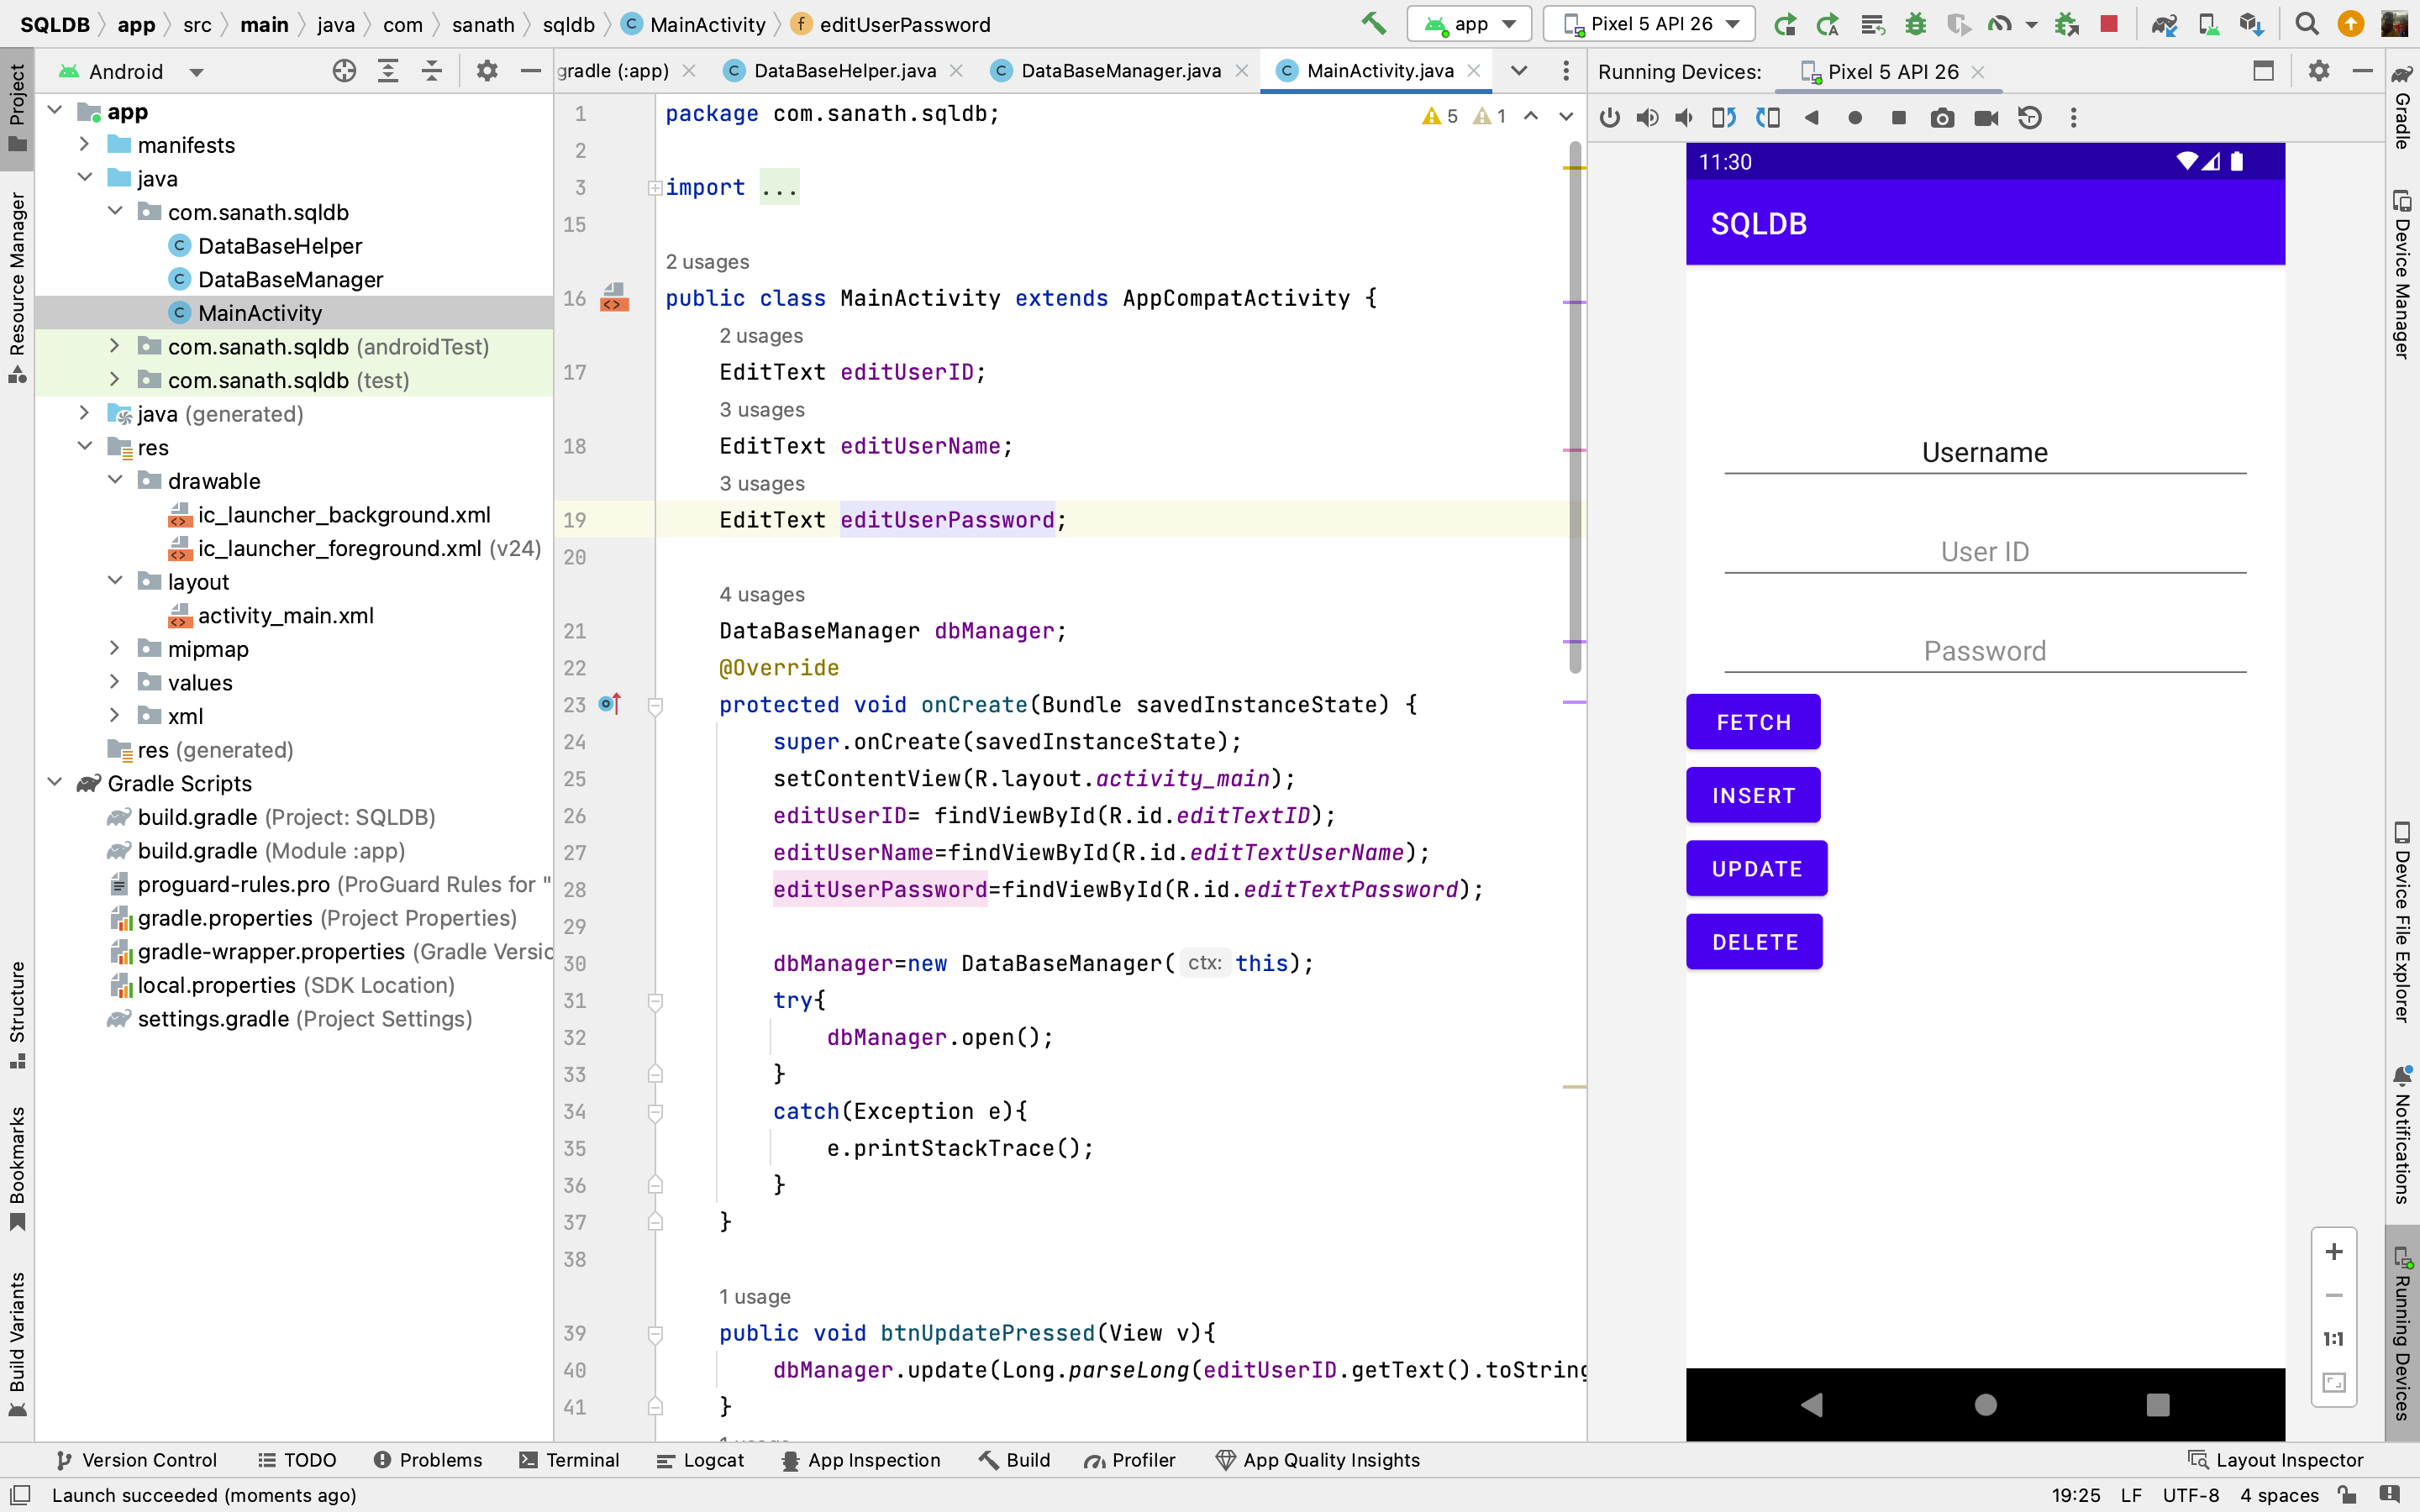 SQLDB app src main java com sanath sqldb MainActivity editUserPassword
app
Pixel 5 API 26
Project
Android
gradle (:app)
DataBaseHelper.java
DataBaseManager.java
MainActivity.java
Running Devices:
Pixel 5 API 26
app
manifests
java
com.sanath.sqldb
DataBaseHelper
DataBaseManager
MainActivity
com.sanath.sqldb (androidTest)
com.sanath.sqldb (test)
java (generated)
res
drawable
ic_launcher_background.xml
ic_launcher_foreground.xml (v24)
layout
activity_main.xml
mipmap
values
xml
res (generated)
Gradle Scripts
build.gradle (Project: SQLDB)
build.gradle (Module :app)
proguard-rules.pro (ProGuard Rules for "
gradle.properties (Project Properties)
gradle-wrapper.properties (Gradle Versic
local.properties (SDK Location)
settings.gradle (Project Settings)
Resource Manager
Structure
Bookmarks
Build Variants
5 1
1 package com.sanath.sqldb;
2
3 import ...
15
2 usages
16 public class MainActivity extends AppCompatActivity {
2 usages
17 EditText editUserID;
3 usages
18 EditText editUserName;
3 usages
19 EditText editUserPassword;
20
4 usages
21 DataBaseManager dbManager;
22 @Override
23 protected void onCreate(Bundle savedInstanceState) {
24 super.onCreate(savedInstanceState);
25 setContentView(R.layout.activity_main);
26 editUserID= findViewById(R.id.editTextID);
27 editUserName=findViewById(R.id.editTextUserName);
28 editUserPassword=findViewById(R.id.editTextPassword);
29
30 dbManager=new DataBaseManager( ctx: this);
31 try{
32 dbManager.open();
33 }
34 catch(Exception e){
35 e.printStackTrace();
36 }
37 }
38
1 usage
39 public void btnUpdatePressed(View v){
40 dbManager.update(Long.parseLong(editUserID.getText().toString
41 }
11:30
SQLDB
Username
User ID
Password
FETCH
INSERT
UPDATE
DELETE
1:1
Gradle
Device Manager
Device File Explorer
Notifications
Running Devices
Version Control
TODO
Problems
Terminal
Logcat
App Inspection
Build
Profiler
App Quality Insights
Layout Inspector
Launch succeeded (moments ago)
19:25 LF UTF-8 4 spaces